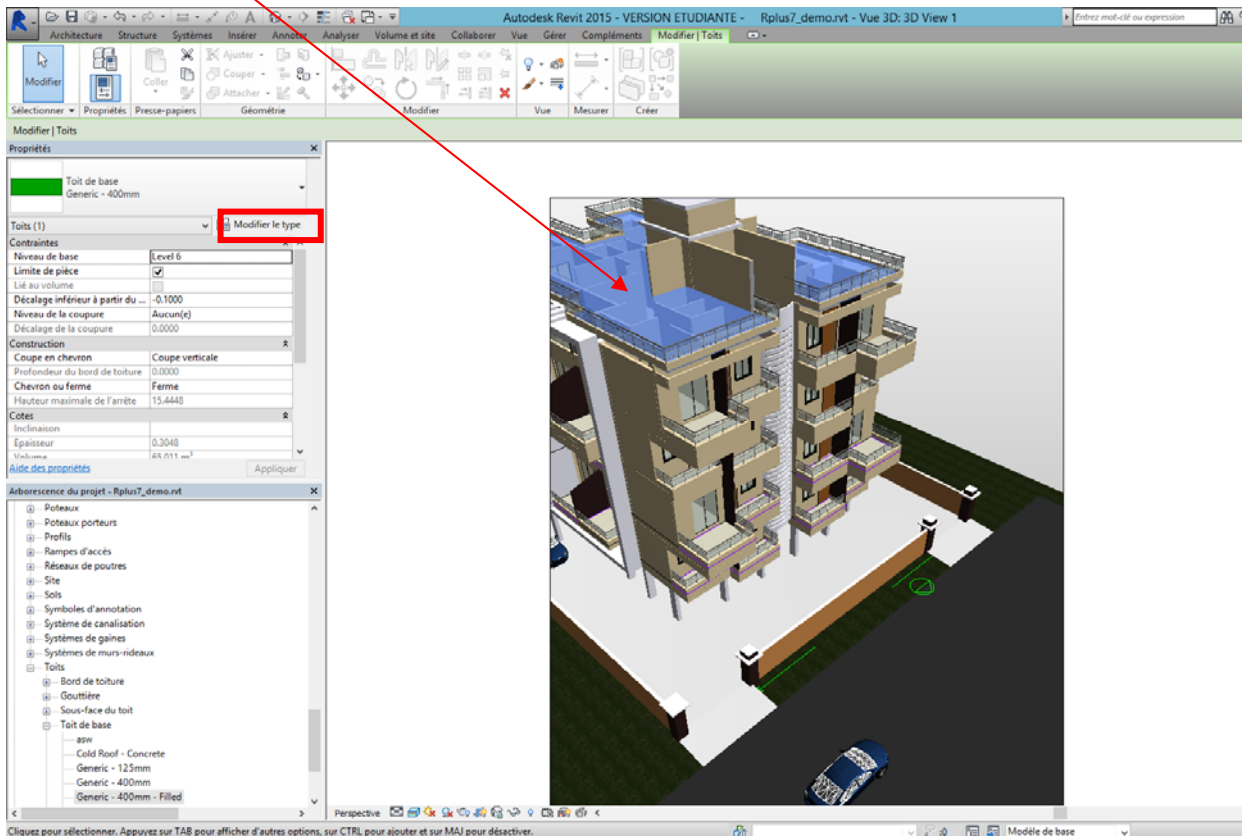 Autodesk Revit 2015 - VERSION ETUDIANTE - Rplus7_demo.rvt - Vue 3D: 3D View 1
Entrez mot-clé ou expression
Architecture Structure Systèmes Insérer Annoter Analyser Volume et site Collaborer Vue Gérer Compléments Modifier | Toits
Modifier
Coller
Ajuster
Couper
Attacher
Sélectionner Propriétés Presse-papiers Géométrie Modifier Vue Mesurer Créer
Modifier | Toits
Propriétés
Toit de base
Generic - 400mm
Toits (1) Modifier le type
Contraintes
Niveau de base Level 6
Limite de pièce
Lié au volume
Décalage inférieur à partir du ... -0.1000
Niveau de la coupure Aucun(e)
Décalage de la coupure 0.0000
Construction
Coupe en chevron Coupe verticale
Profondeur du bord de toiture 0.0000
Chevron ou ferme Ferme
Hauteur maximale de l'arrête 15.4448
Cotes
Inclinaison
Epaisseur 0.3048
Volume 65.011 m³
Aide des propriétés Appliquer
Arborescence du projet - Rplus7_demo.rvt
Poteaux
Poteaux porteurs
Profils
Rampes d'accès
Réseaux de poutres
Site
Sols
Symboles d'annotation
Système de canalisation
Systèmes de gaines
Systèmes de murs-rideaux
Toits
Bord de toiture
Gouttière
Sous-face du toit
Toit de base
asw
Cold Roof - Concrete
Generic - 125mm
Generic - 400mm
Generic - 400mm - Filled
Perspective
Cliquez pour sélectionner. Appuyez sur TAB pour afficher d'autres options, sur CTRL pour ajouter et sur MAJ pour désactiver.
:0
Modèle de base